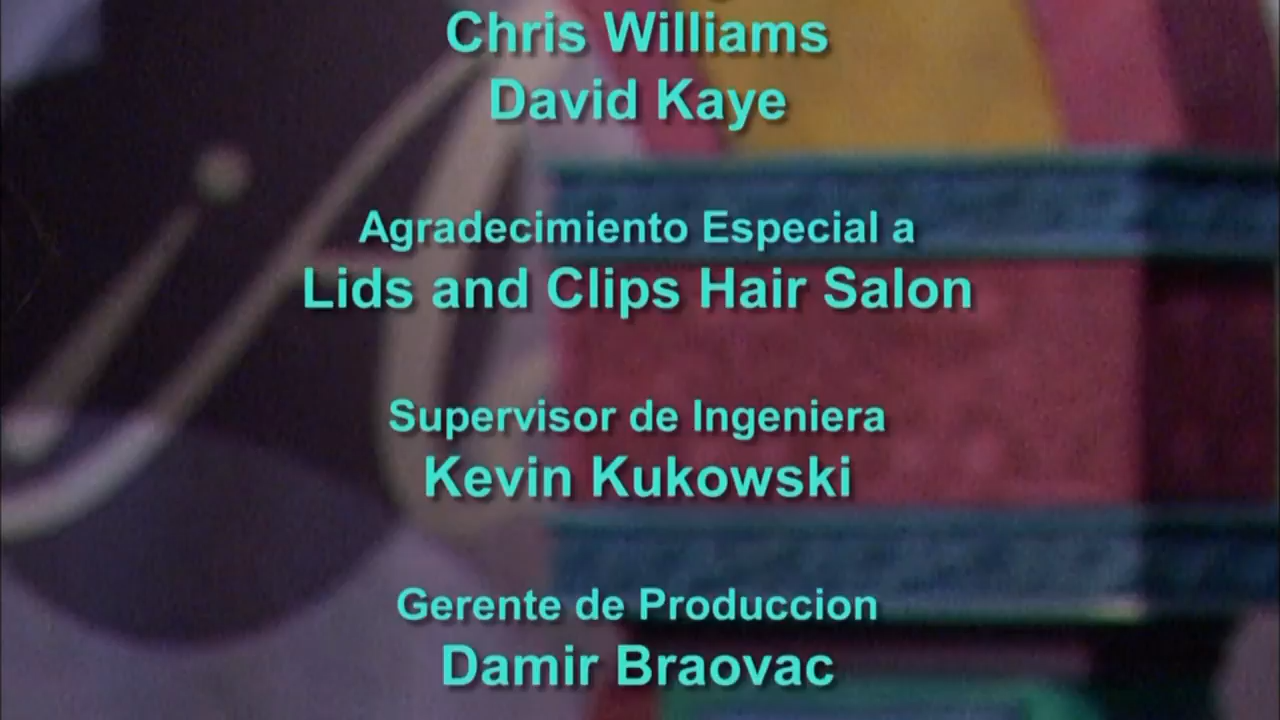 Chris Williams
David Kaye
Agradecimiento Especial a
Lids and Clips Hair Salon
Supervisor de Ingeniera
Kevin Kukowski
Gerente de Produccion
Damir Braovac